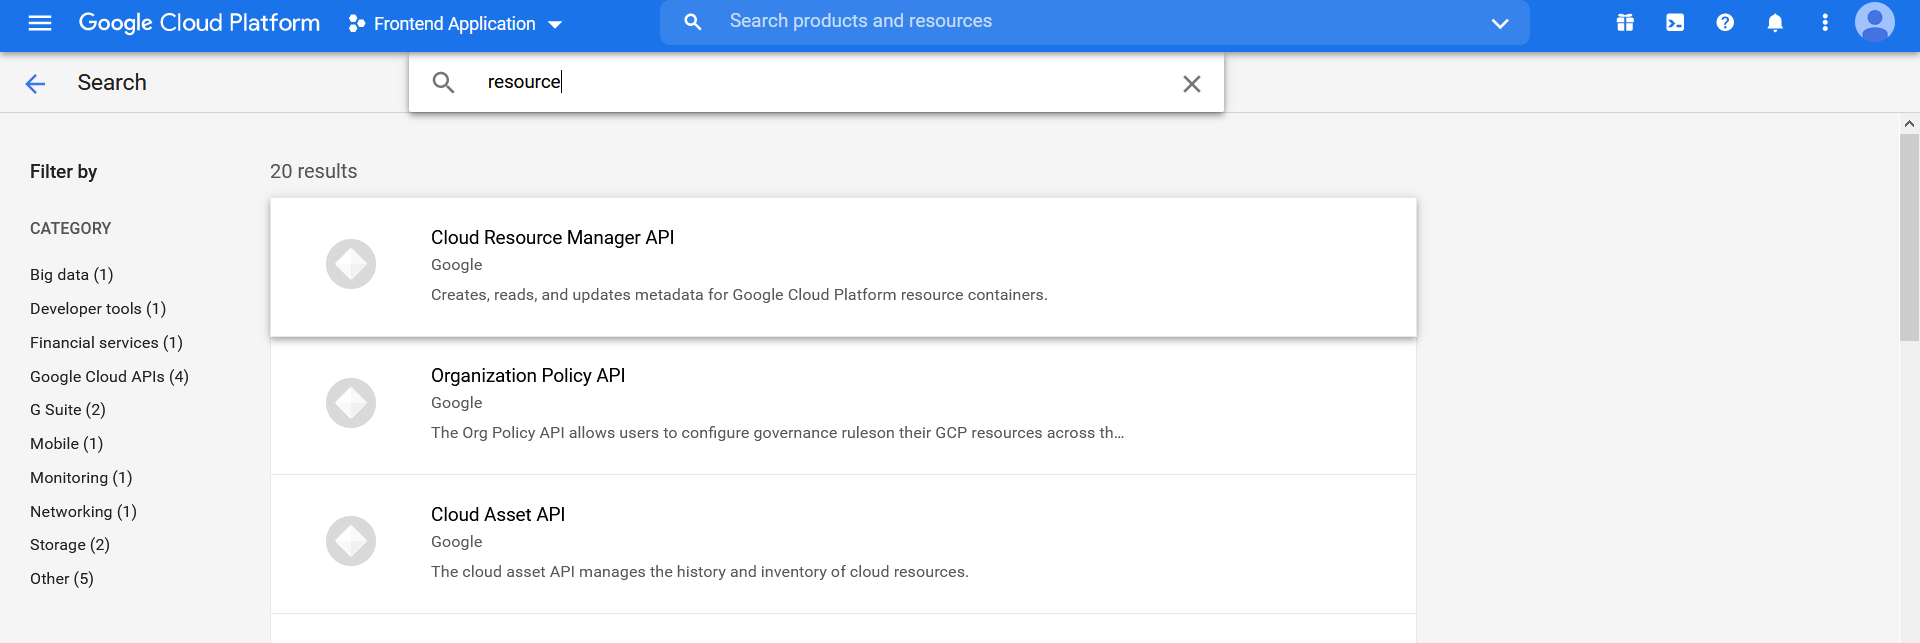 Google Cloud Platform Frontend Application Search products and resources
Search resource
Filter by
20 results
CATEGORY
Big data (1)
Developer tools (1)
Financial services (1)
Google Cloud APIs (4)
G Suite (2)
Mobile (1)
Monitoring (1)
Networking (1)
Storage (2)
Other (5)
Cloud Resource Manager API
Google
Creates, reads, and updates metadata for Google Cloud Platform resource containers.
Organization Policy API
Google
The Org Policy API allows users to configure governance ruleson their GCP resources across th...
Cloud Asset API
Google
The cloud asset API manages the history and inventory of cloud resources.